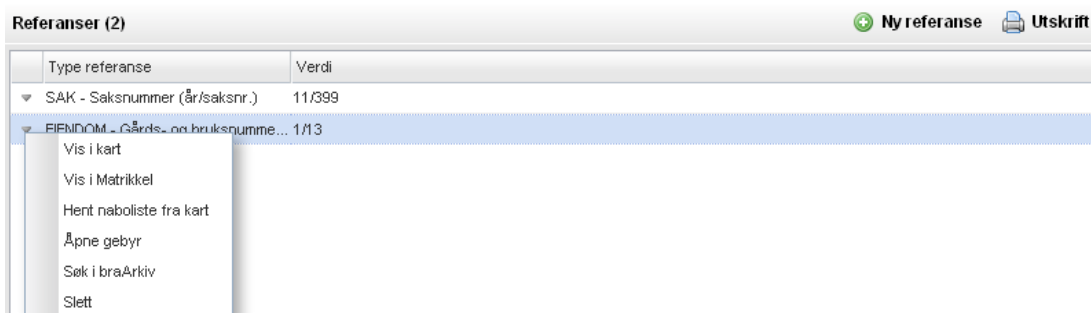 Referanser (2) Ny referanse Utskrift
Type referanse Verdi
SAK - Saksnummer (år/saksnr.) 11/399
EIENDOM - Gårds- og bruksnumme... 1/13
Vis i kart
Vis i Matrikkel
Hent naboliste fra kart
Åpne gebyr
Søk i braArkiv
Slett